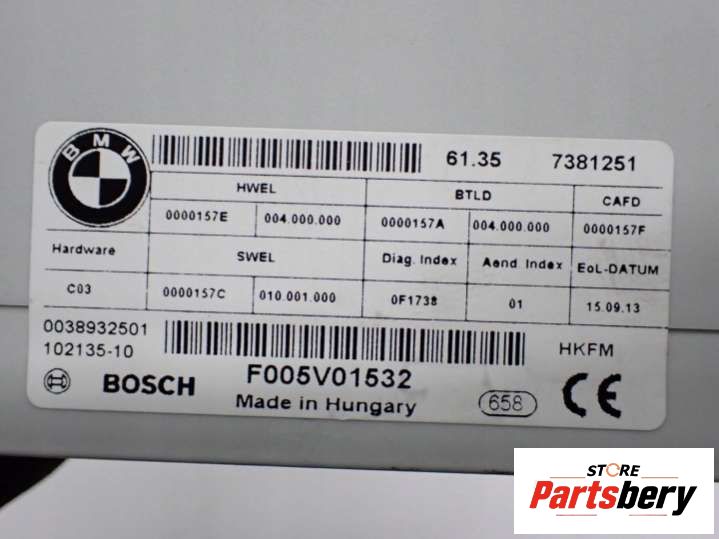 BMW
61.35 7381251
HWEL BTLD CAFD
0000157E 004.000.000 0000157A 004.000.000 0000157F
Hardware SWEL Diag. Index Aend Index EoL-DATUM
C03 0000157C 010.001.000 0F1738 01 15.09.13
0038932501
102135-10 HKFM
BOSCH F005V01532
Made in Hungary 658 CE
STORE
Partsbery